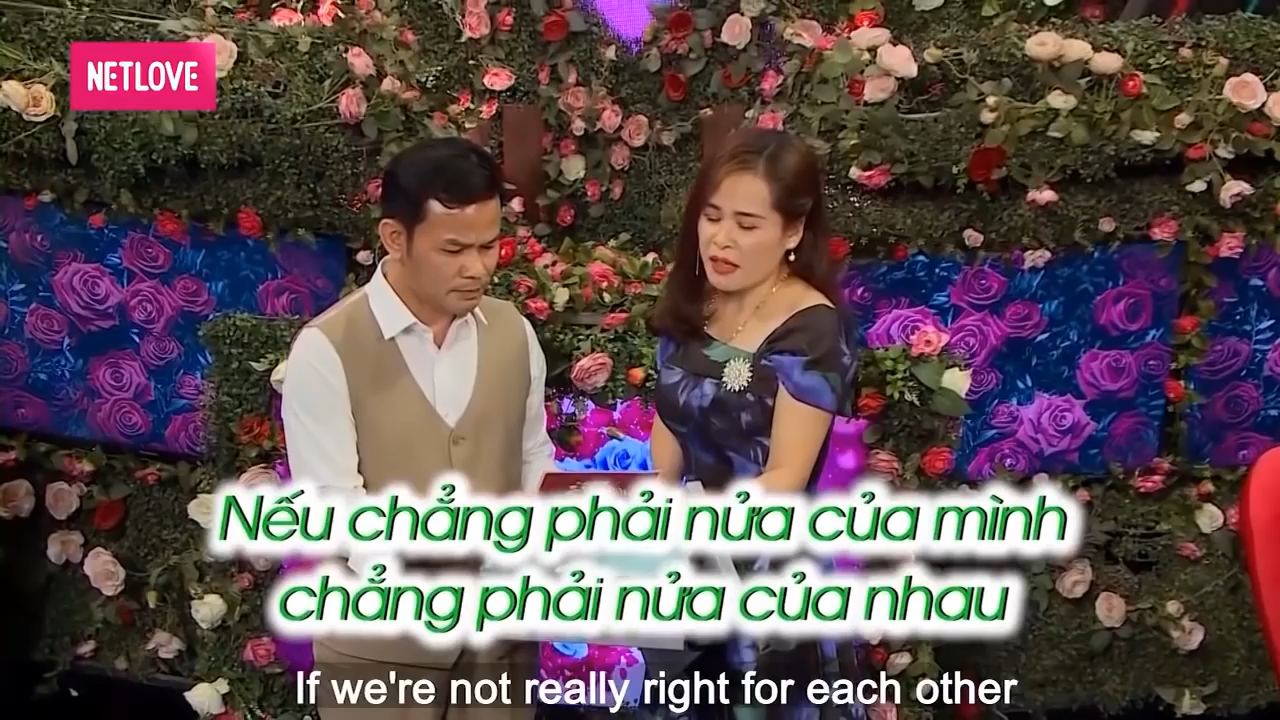 NETLOVE
Nếu chẳng phải nửa của mình
chẳng phải nửa của nhau
If we're not really right for each other